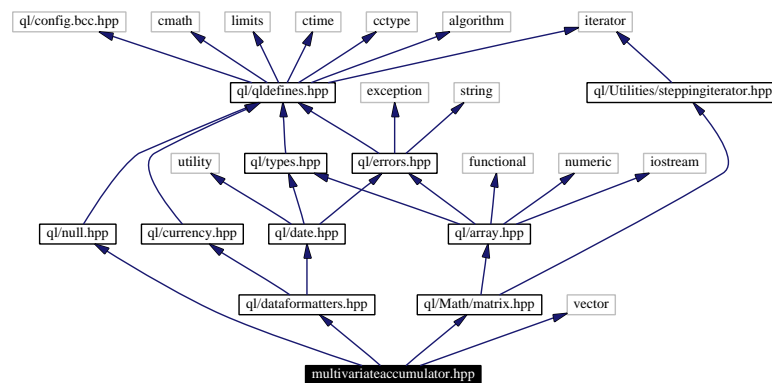 ql/config.bcc.hpp
cmath
limits
ctime
cctype
algorithm
iterator
ql/qldefines.hpp
exception
string
ql/Utilities/steppingiterator.hpp
utility
ql/types.hpp
ql/errors.hpp
functional
numeric
iostream
ql/null.hpp
ql/currency.hpp
ql/date.hpp
ql/array.hpp
ql/dataformatters.hpp
ql/Math/matrix.hpp
vector
multivariateaccumulator.hpp